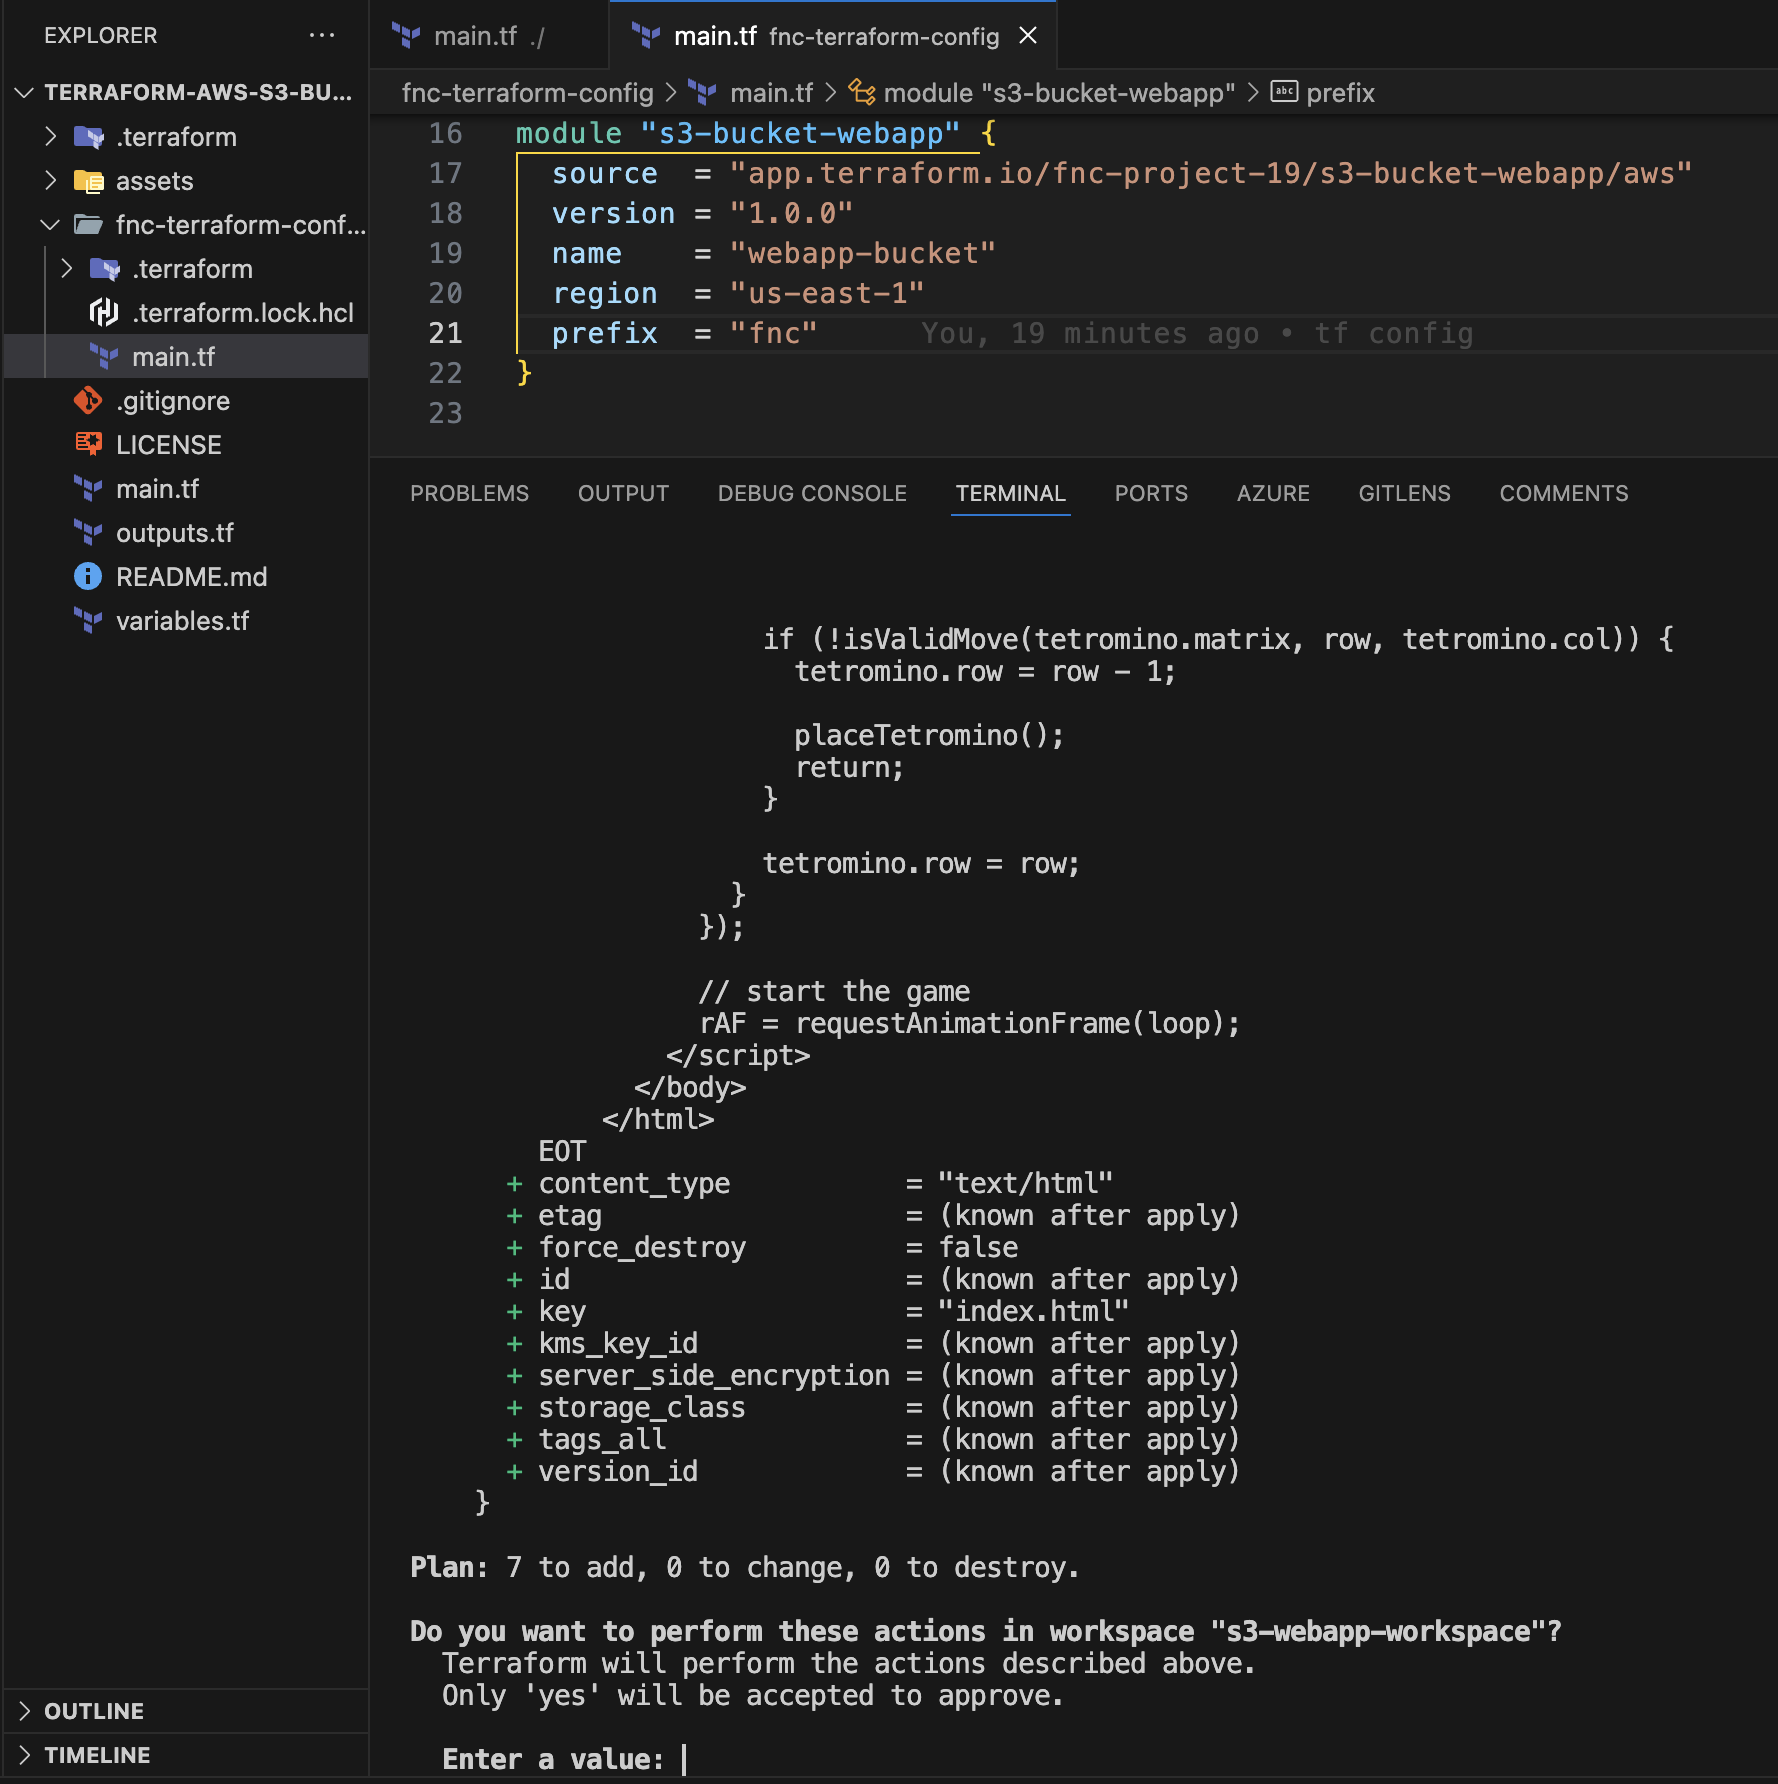 EXPLORER ...
TERRAFORM-AWS-S3-BU...
.terraform
assets
fnc-terraform-conf...
.terraform
.terraform.lock.hcl
main.tf
.gitignore
LICENSE
main.tf
outputs.tf
README.md
variables.tf
OUTLINE
TIMELINE
main.tf ./ main.tf fnc-terraform-config
fnc-terraform-config > main.tf > module "s3-bucket-webapp" > abc prefix
16 module "s3-bucket-webapp" {
17 source = "app.terraform.io/fnc-project-19/s3-bucket-webapp/aws"
18 version = "1.0.0"
19 name = "webapp-bucket"
20 region = "us-east-1"
21 prefix = "fnc" You, 19 minutes ago • tf config
22 }
23
PROBLEMS OUTPUT DEBUG CONSOLE TERMINAL PORTS AZURE GITLENS COMMENTS
if (!isValidMove(tetromino.matrix, row, tetromino.col)) {
tetromino.row = row - 1;
placeTetromino();
return;
}
tetromino.row = row;
}
});
// start the game
rAF = requestAnimationFrame(loop);
</script>
</body>
</html>
EOT
+ content_type = "text/html"
+ etag = (known after apply)
+ force_destroy = false
+ id = (known after apply)
+ key = "index.html"
+ kms_key_id = (known after apply)
+ server_side_encryption = (known after apply)
+ storage_class = (known after apply)
+ tags_all = (known after apply)
+ version_id = (known after apply)
}
Plan: 7 to add, 0 to change, 0 to destroy.
Do you want to perform these actions in workspace "s3-webapp-workspace"?
Terraform will perform the actions described above.
Only 'yes' will be accepted to approve.
Enter a value: